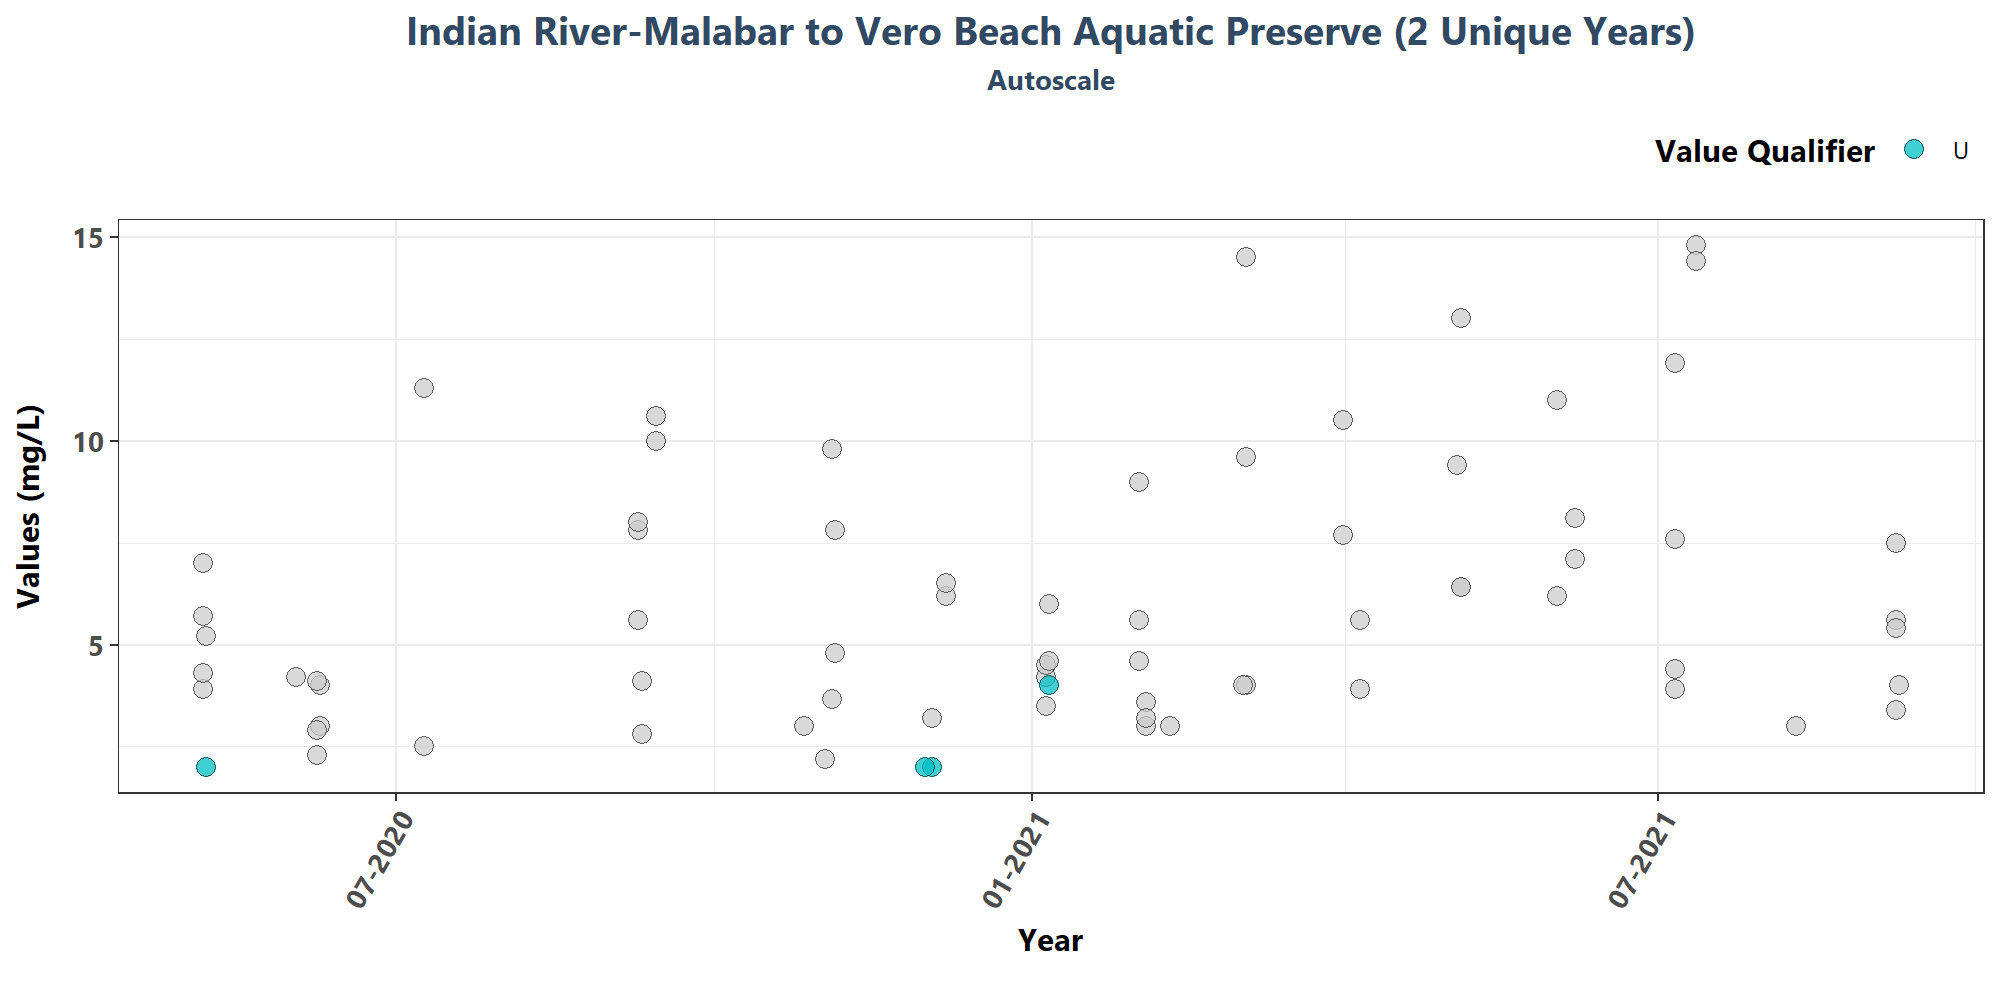 Indian River-Malabar to Vero Beach Aquatic Preserve (2 Unique Years)
Autoscale
Value Qualifier U
Values (mg/L)
15
10
5
07-2020
01-2021
07-2021
Year